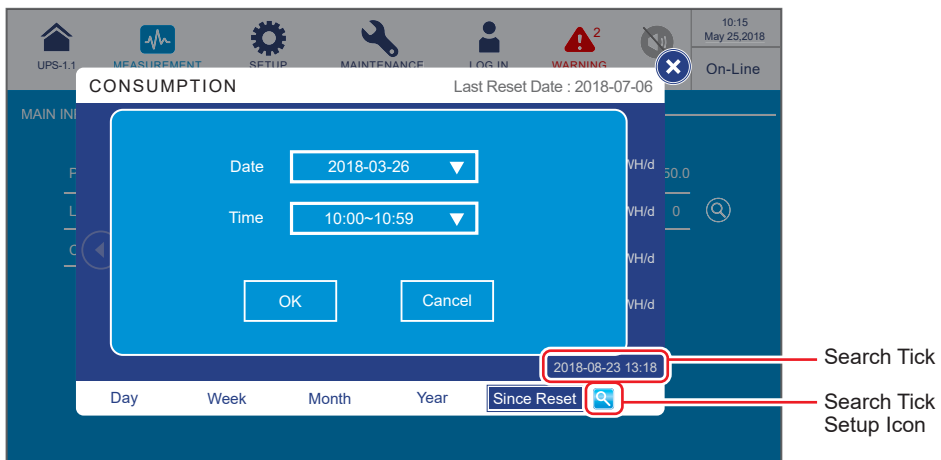 2
10:15
May 25,2018
UPS-1.1
MEASUREMENT
SETUP
MAINTENANCE
LOG IN
WARNING
On-Line
CONSUMPTION
Last Reset Date : 2018-07-06
MAIN IN
Date
2018-03-26
WH/d
50.0
L
Time
10:00~10:59
WH/d
0
WH/d
OK
Cancel
WH/d
2018-08-23 13:18
Search Tick
Day
Week
Month
Year
Since Reset
Search Tick
Setup Icon